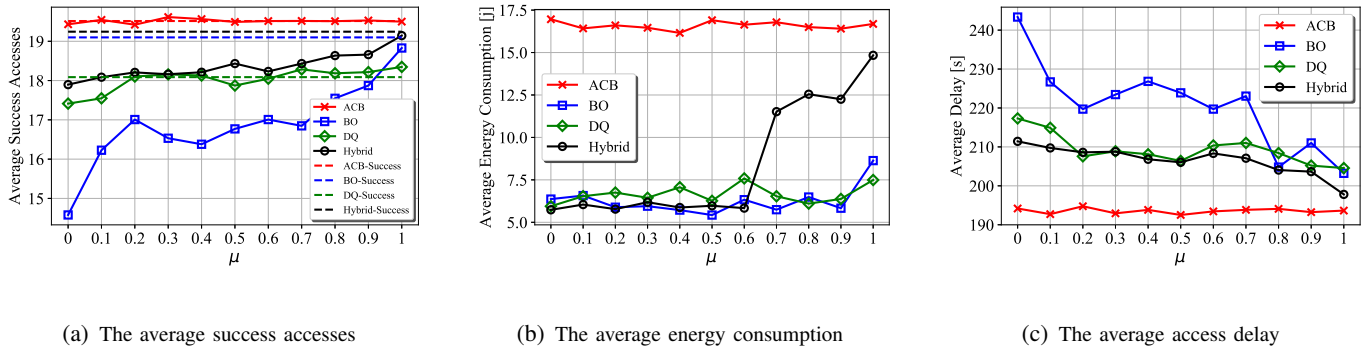 Average Success Accesses
19
18
17
16
15
0 0.1 0.2 0.3 0.4 0.5 0.6 0.7 0.8 0.9 1
μ
ACB
BO
DQ
Hybrid
ACB-Success
BO-Success
DQ-Success
Hybrid-Success
(a) The average success accesses
Average Energy Consumption [j]
17.5
15.0
12.5
10.0
7.5
5.0
0 0.1 0.2 0.3 0.4 0.5 0.6 0.7 0.8 0.9 1
μ
ACB
BO
DQ
Hybrid
(b) The average energy consumption
Average Delay [s]
240
230
220
210
200
190
0 0.1 0.2 0.3 0.4 0.5 0.6 0.7 0.8 0.9 1
μ
ACB
BO
DQ
Hybrid
(c) The average access delay